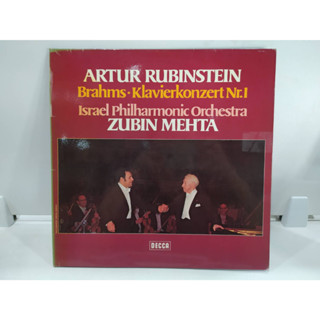 ARTUR RUBINSTEIN
Brahms · Klavierkonzert Nr. 1
Israel Philharmonic Orchestra
ZUBIN MEHTA
DECCA